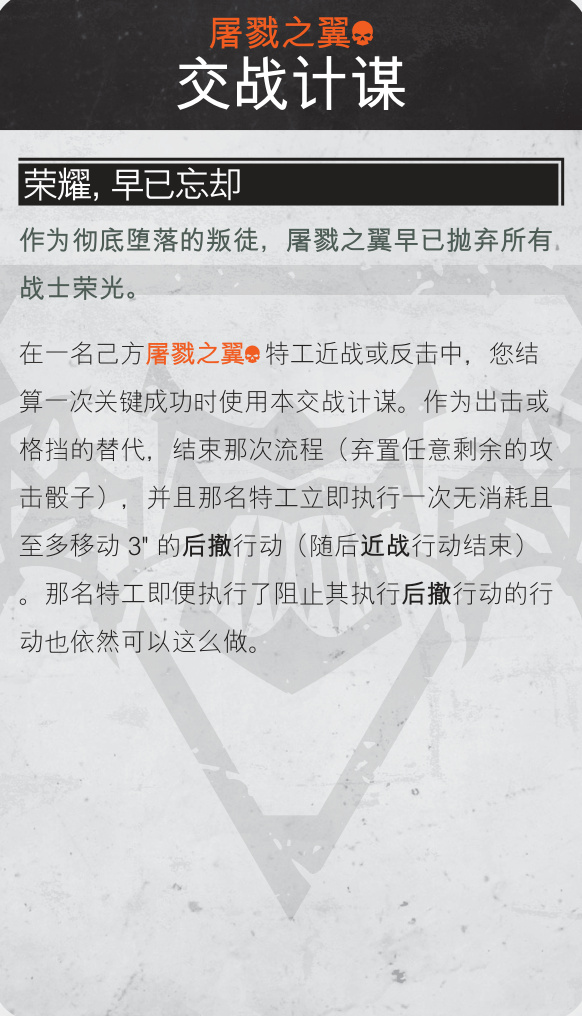 屠戮之翼
交战计谋
荣耀, 早已忘却
作为彻底堕落的叛徒，屠戮之翼早已抛弃所有
战士荣光。
在一名己方屠戮之翼 特工近战或反击中，您结
算一次关键成功时使用本交战计谋。作为出击或
格挡的替代，结束那次流程（弃置任意剩余的攻
击骰子），并且那名特工立即执行一次无消耗且
至多移动 3" 的后撤行动（随后近战行动结束）
。那名特工即便执行了阻止其执行后撤行动的行
动也依然可以这么做。